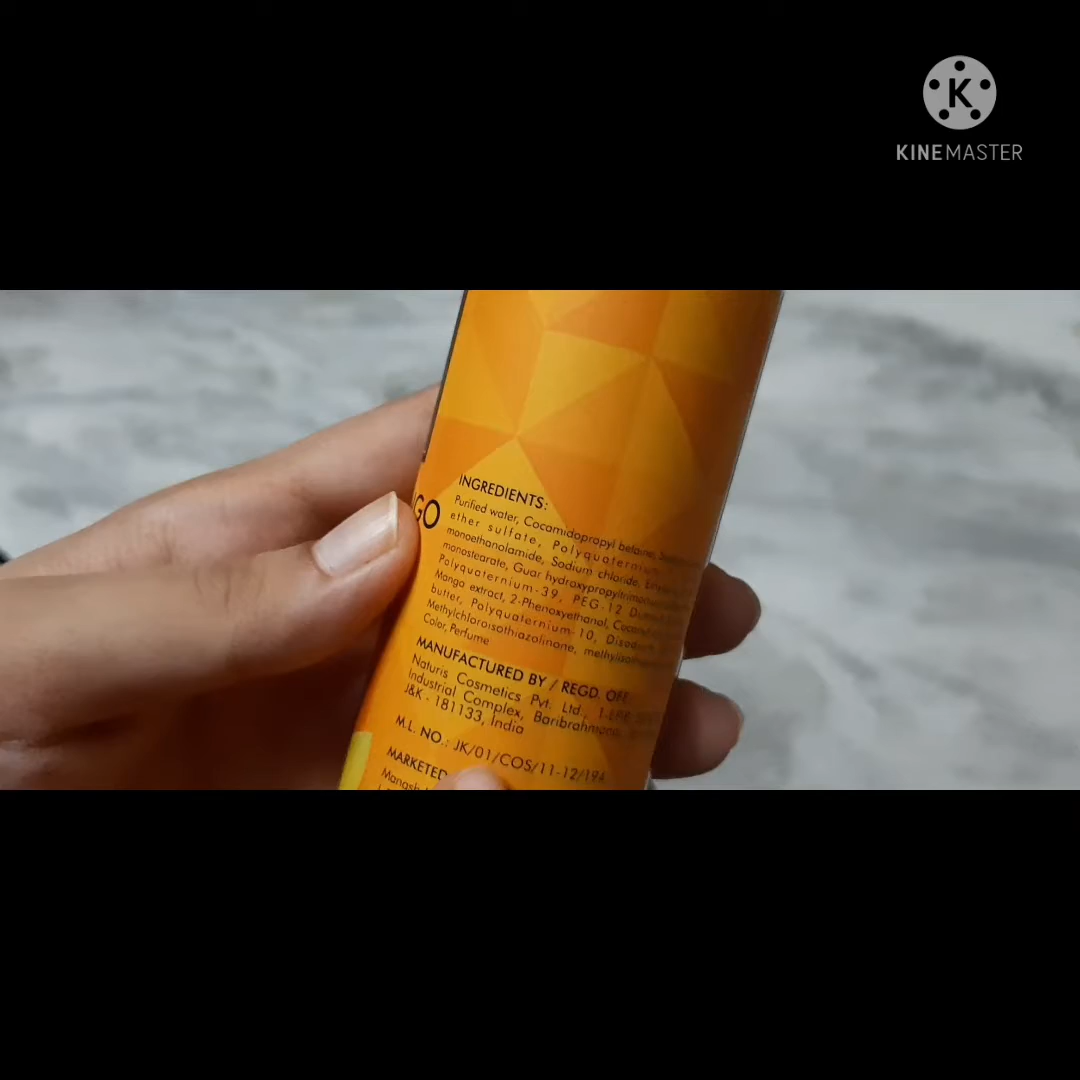 KINEMASTER
GO
INGREDIENTS:
Purified water, Cocamidopropyl betaine,
ether sulfate, Polyquaternium
monoethanolamide, Sodium chloride,
monostearate, Guar
Polyquaternium-39, PEG-12
Mango extract, 2-Phenoxyethanol,
butter, Polyquaternium-10,
Methylchloroisothiazolinone,
Color, Perfume
MANUFACTURED BY / REGD. OFF
Naturis Cosmetics Pvt. Ltd.,
Industrial Complex, Baribrahmana,
J&K - 181133, India
M.L. NO.: JK/01/COS/11-12/194
MARKETED